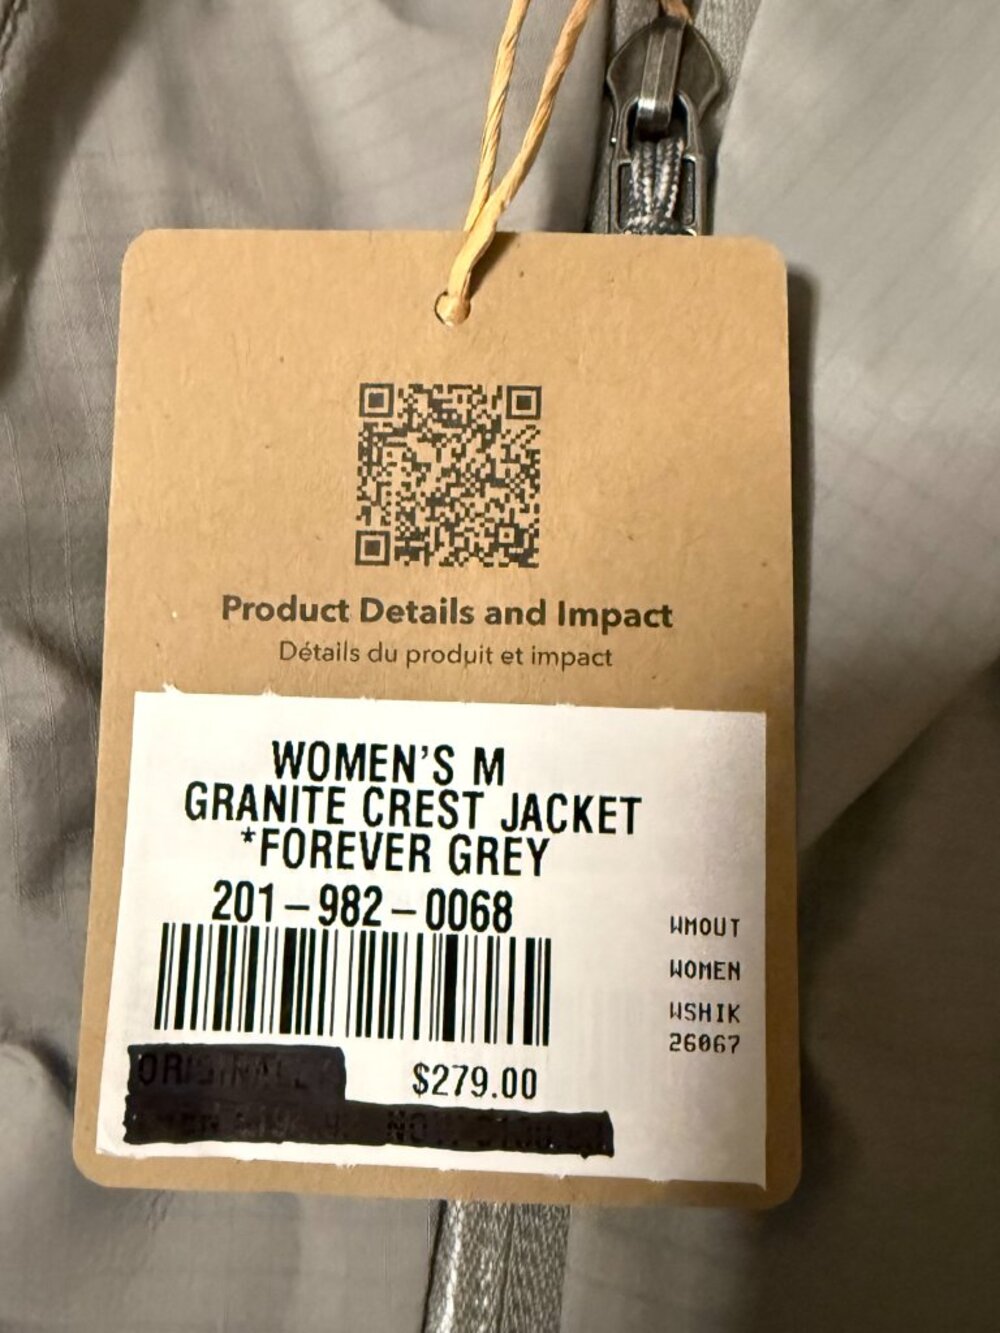 Product Details and Impact
Détails du produit et impact
WOMEN'S M
GRANITE CREST JACKET
*FOREVER GREY
201-982-0068
WMOUT
WOMEN
WSHIK
26067
ORIGINALLY
$279.00